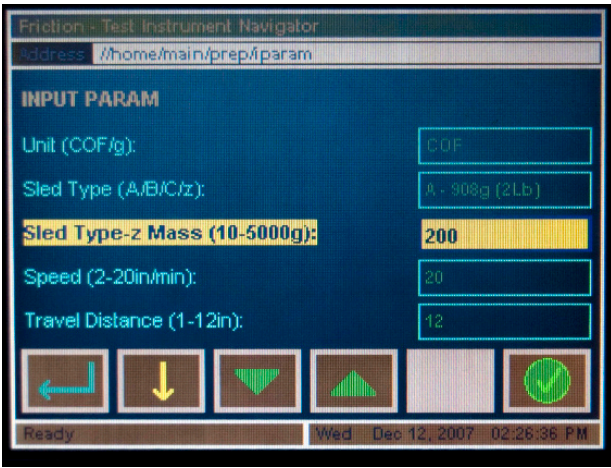 Friction - Test Instrument Navigator
Address //home/main/prep/iparam
INPUT PARAM
Unit (COF/g): COF
Sled Type (A/B/C/z): A - 908g (2Lb)
Sled Type-z Mass (10-5000g): 200
Speed (2-20in/min): 20
Travel Distance (1-12in): 12
Ready Wed Dec 12, 2007 02:26:36 PM